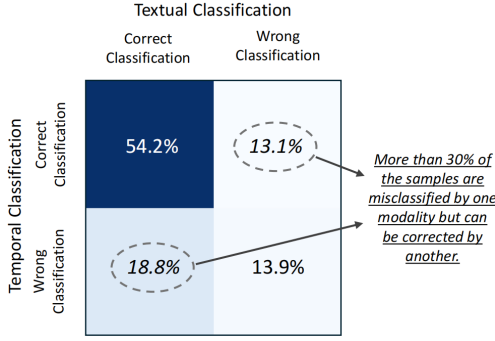 Textual Classification
Correct
Classification
Wrong
Classification
Temporal Classification
Correct
Classification
Wrong
Classification
54.2%
13.1%
18.8%
13.9%
More than 30% of
the samples are
misclassified by one
modality but can
be corrected by
another.